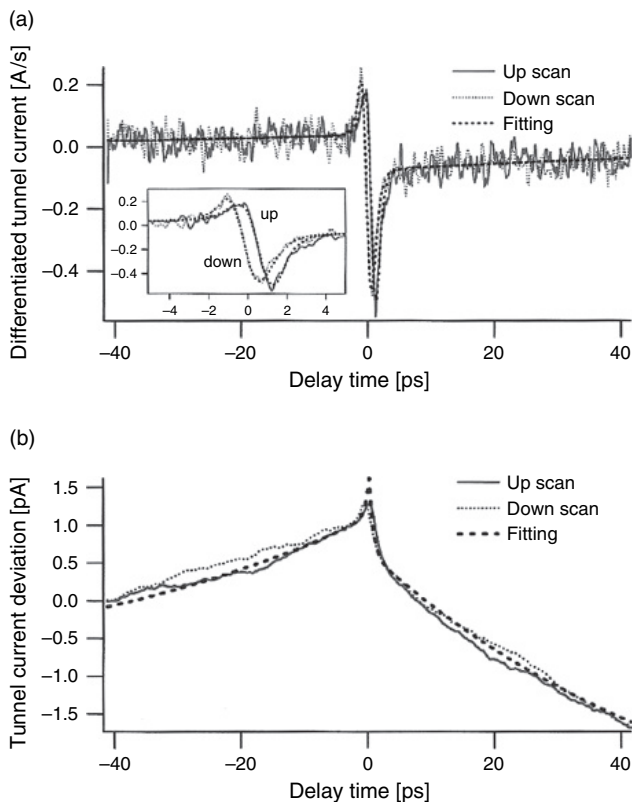 (a)
Differentiated tunnel current [A/s]
0.2
0.0
−0.2
−0.4
Up scan
Down scan
Fitting
0.2
0.0
−0.2
−0.4
up
down
−4 −2 0 2 4
−40 −20 0 20 40
Delay time [ps]
(b)
Tunnel current deviation [pA]
1.5
1.0
0.5
0.0
−0.5
−1.0
−1.5
Up scan
Down scan
Fitting
−40 −20 0 20 40
Delay time [ps]